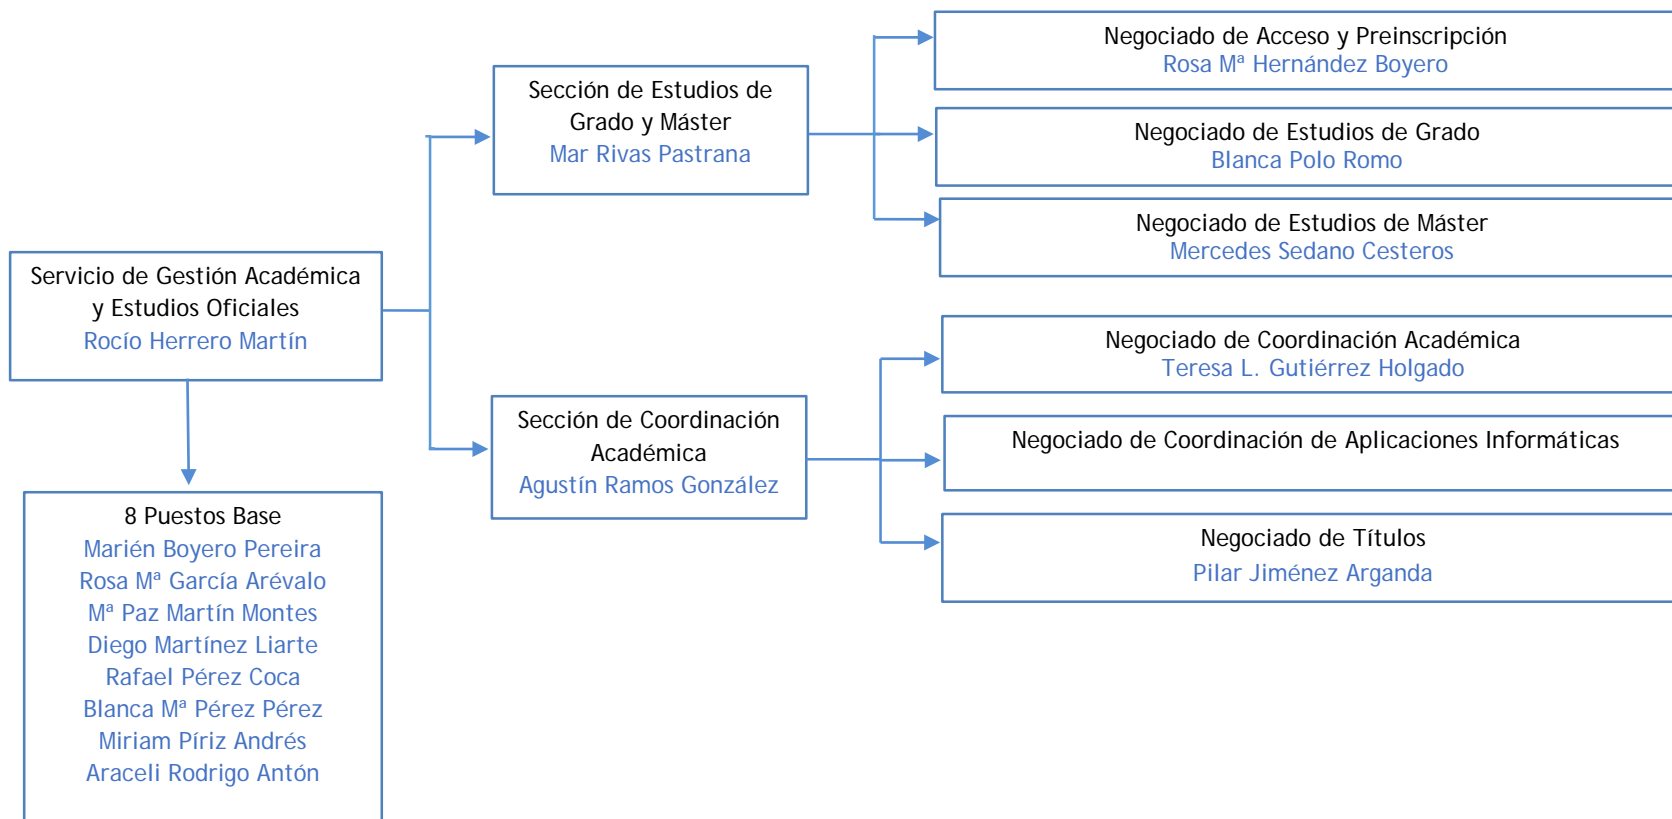 Negociado de Acceso y Preinscripción
Rosa Mª Hernández Boyero
Sección de Estudios de
Grado y Máster
Mar Rivas Pastrana
Negociado de Estudios de Grado
Blanca Polo Romo
Negociado de Estudios de Máster
Mercedes Sedano Cesteros
Servicio de Gestión Académica
y Estudios Oficiales
Rocío Herrero Martín
Negociado de Coordinación Académica
Teresa L. Gutiérrez Holgado
Sección de Coordinación
Académica
Agustín Ramos González
Negociado de Coordinación de Aplicaciones Informáticas
Negociado de Títulos
Pilar Jiménez Arganda
8 Puestos Base
Marién Boyero Pereira
Rosa Mª García Arévalo
Mª Paz Martín Montes
Diego Martínez Liarte
Rafael Pérez Coca
Blanca Mª Pérez Pérez
Miriam Píriz Andrés
Araceli Rodrigo Antón